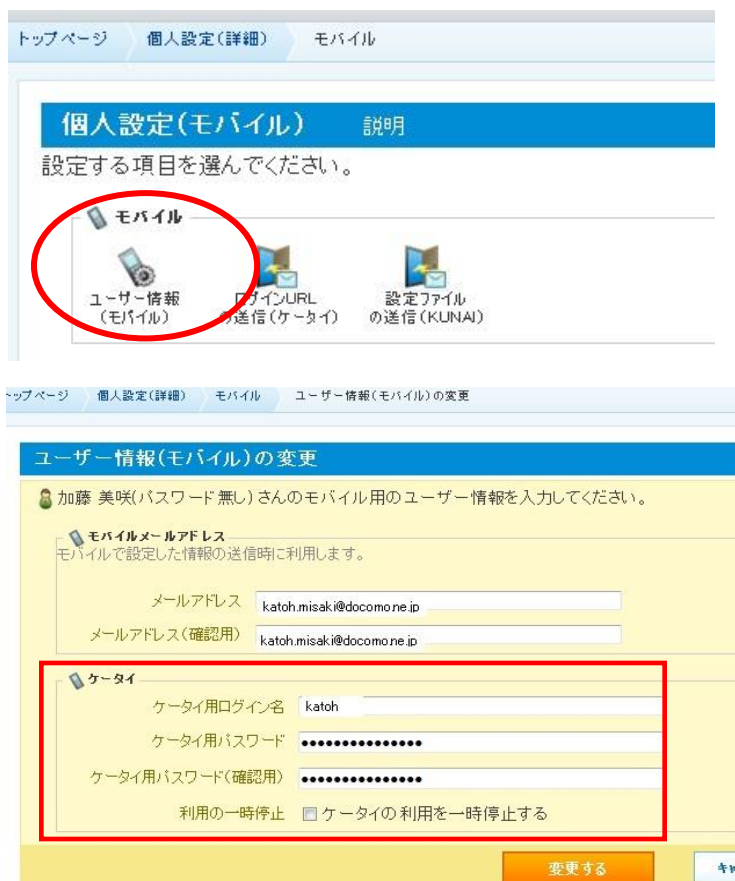 トップページ 個人設定(詳細) モバイル
個人設定(モバイル) 説明
設定する項目を選んでください。
モバイル
ユーザー情報 ログインURL 設定ファイル
(モバイル) の送信(ケータイ) の送信(KUNAI)
ップページ 個人設定(詳細) モバイル ユーザー情報(モバイル)の変更
ユーザー情報(モバイル)の変更
加藤 美咲(パスワード無し)さんのモバイル用のユーザー情報を入力してください。
モバイルメールアドレス
モバイルで設定した情報の送信時に利用します。
メールアドレス katoh.misaki@docomo.ne.jp
メールアドレス(確認用) katoh.misaki@docomo.ne.jp
ケータイ
ケータイ用ログイン名 katoh
ケータイ用パスワード •••••••••••••••
ケータイ用パスワード(確認用) •••••••••••••••
利用の一時停止 ケータイの利用を一時停止する
変更する キャ